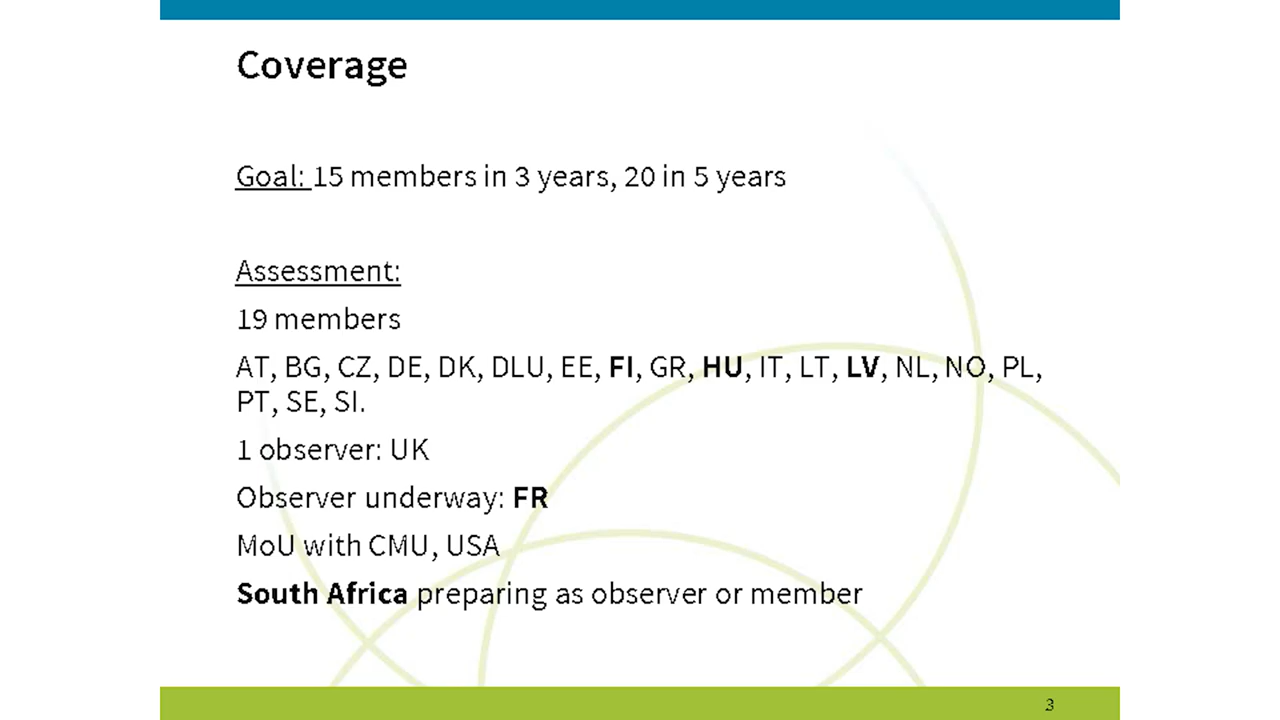 Coverage
Goal: 15 members in 3 years, 20 in 5 years
Assessment:
19 members
AT, BG, CZ, DE, DK, DLU, EE, FI, GR, HU, IT, LT, LV, NL, NO, PL,
PT, SE, SI.
1 observer: UK
Observer underway: FR
MoU with CMU, USA
South Africa preparing as observer or member
3